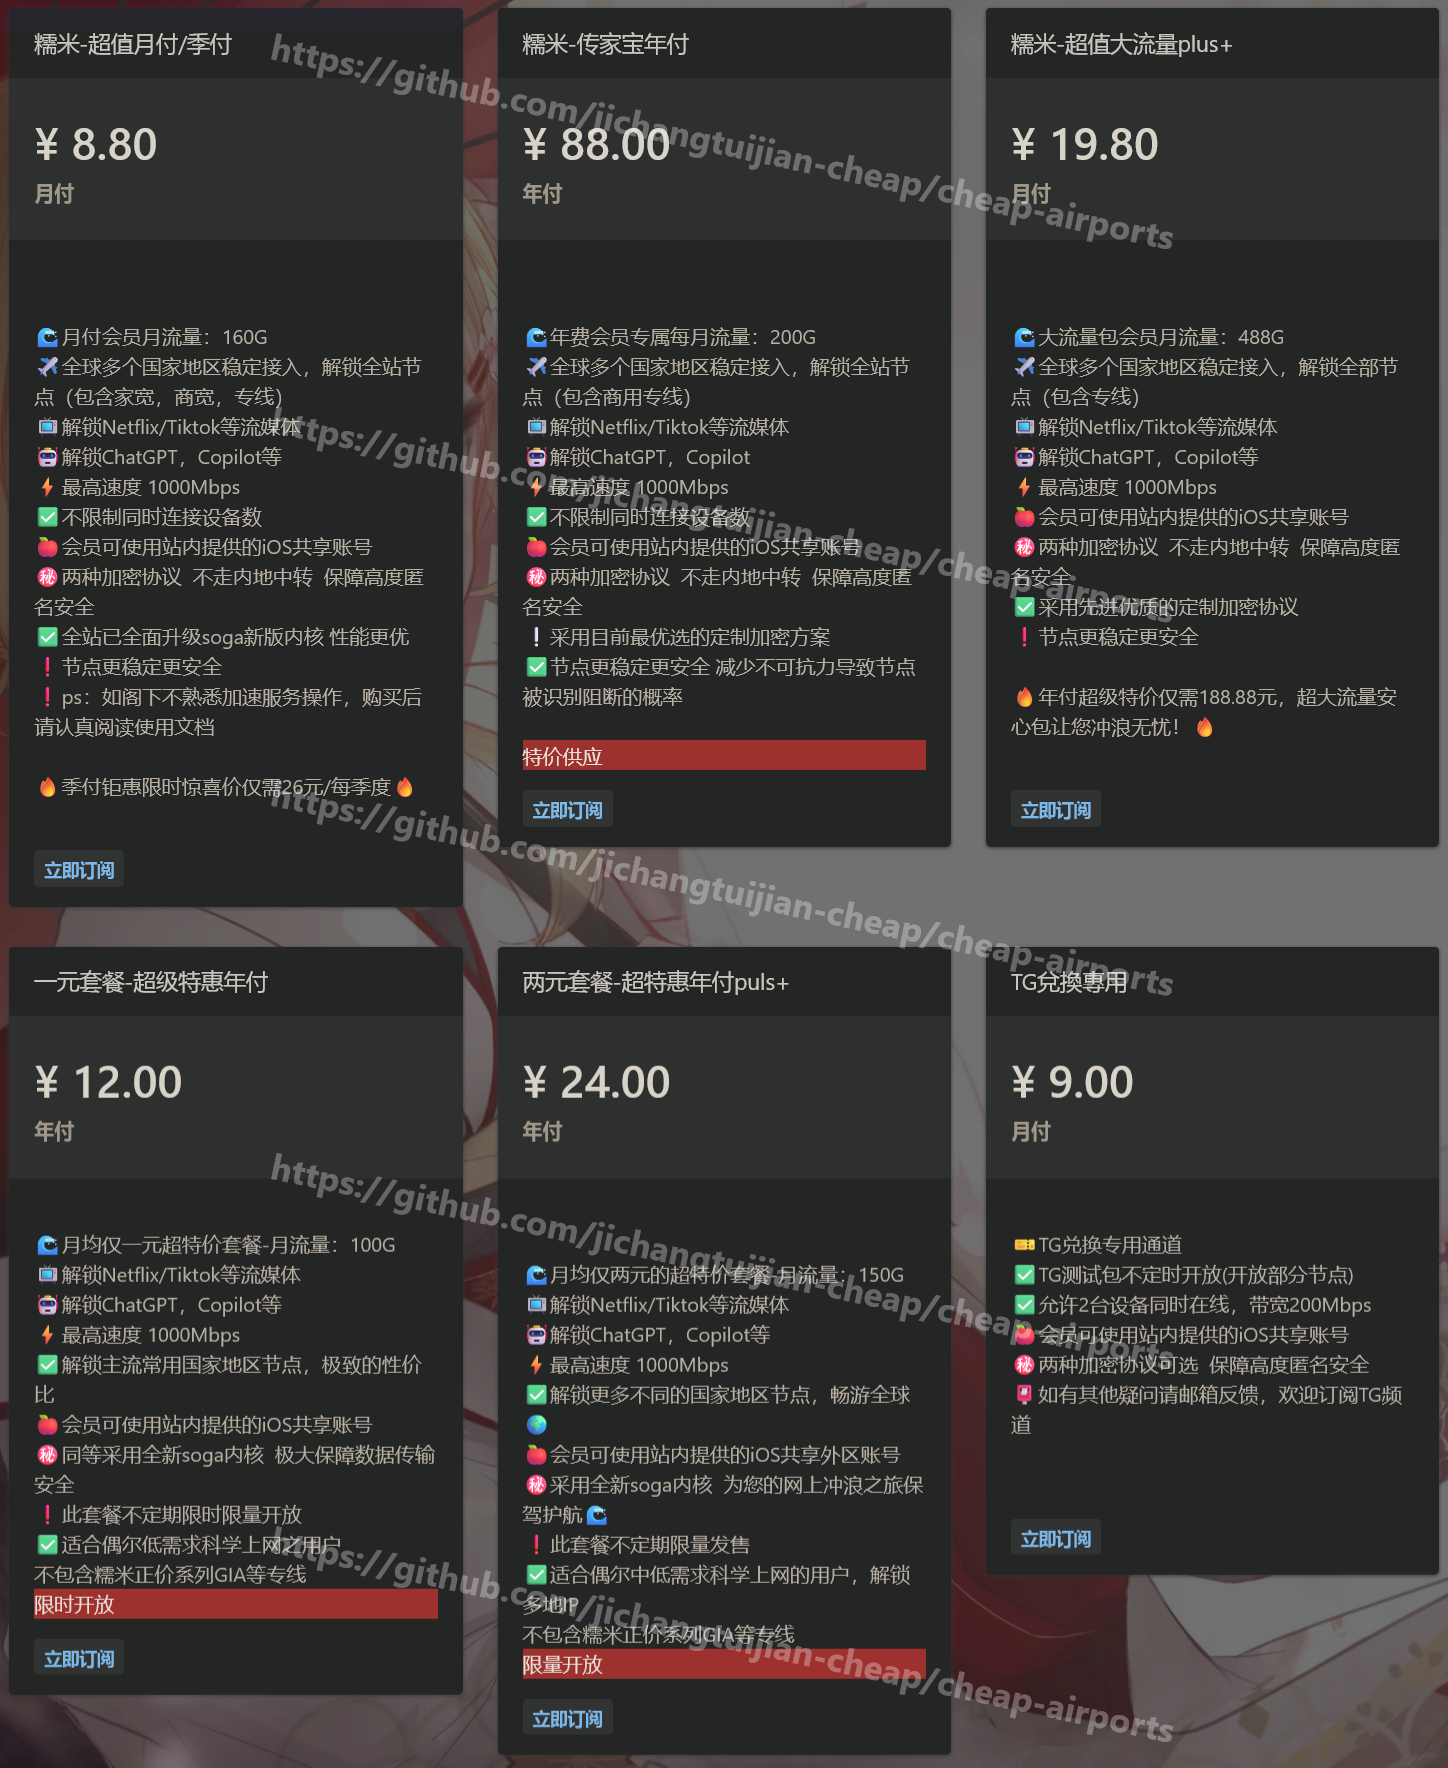 糯米-超值月付/季付
¥ 8.80
月付
🌊月付会员月流量：160G
✈️全球多个国家地区稳定接入，解锁全站节
点（包含家宽，商宽，专线）
📺解锁Netflix/Tiktok等流媒体
🤖解锁ChatGPT，Copilot等
⚡最高速度 1000Mbps
✅不限制同时连接设备数
🍎会员可使用站内提供的iOS共享账号
㊙️两种加密协议 不走内地中转 保障高度匿
名安全
✅全站已全面升级soga新版内核 性能更优
❗节点更稳定更安全
❗ps：如阁下不熟悉加速服务操作，购买后
请认真阅读使用文档
🔥季付钜惠限时惊喜价仅需26元/每季度🔥
立即订阅
糯米-传家宝年付
¥ 88.00
年付
🌊年费会员专属每月流量：200G
✈️全球多个国家地区稳定接入，解锁全站节
点（包含商用专线）
📺解锁Netflix/Tiktok等流媒体
🤖解锁ChatGPT，Copilot
⚡最高速度 1000Mbps
✅不限制同时连接设备数
🍎会员可使用站内提供的iOS共享账号
㊙️两种加密协议 不走内地中转 保障高度匿
名安全
❕采用目前最优选的定制加密方案
✅节点更稳定更安全 减少不可抗力导致节点
被识别阻断的概率
特价供应
立即订阅
糯米-超值大流量plus+
¥ 19.80
月付
🌊大流量包会员月流量：488G
✈️全球多个国家地区稳定接入，解锁全部节
点（包含专线）
📺解锁Netflix/Tiktok等流媒体
🤖解锁ChatGPT，Copilot等
⚡最高速度 1000Mbps
🍎会员可使用站内提供的iOS共享账号
㊙️两种加密协议 不走内地中转 保障高度匿
名安全
✅采用先进优质的定制加密协议
❗节点更稳定更安全
🔥年付超级特价仅需188.88元，超大流量安
心包让您冲浪无忧！🔥
立即订阅
一元套餐-超级特惠年付
¥ 12.00
年付
🌊月均仅一元超特价套餐-月流量：100G
📺解锁Netflix/Tiktok等流媒体
🤖解锁ChatGPT，Copilot等
⚡最高速度 1000Mbps
✅解锁主流常用国家地区节点，极致的性价
比
🍎会员可使用站内提供的iOS共享账号
㊙️同等采用全新soga内核 极大保障数据传输
安全
❗此套餐不定期限时限量开放
✅适合偶尔低需求科学上网之用户
不包含糯米正价系列GIA等专线
限时开放
立即订阅
两元套餐-超特惠年付puls+
¥ 24.00
年付
🌊月均仅两元的超特价套餐-月流量：150G
📺解锁Netflix/Tiktok等流媒体
🤖解锁ChatGPT，Copilot等
⚡最高速度 1000Mbps
✅解锁更多不同的国家地区节点，畅游全球
🌍
🍎会员可使用站内提供的iOS共享外区账号
㊙️采用全新soga内核 为您的网上冲浪之旅保
驾护航🌊
❗此套餐不定期限量发售
✅适合偶尔中低需求科学上网的用户，解锁
多地IP
不包含糯米正价系列GIA等专线
限量开放
立即订阅
TG兑换專用
¥ 9.00
月付
🎫TG兑换专用通道
✅TG测试包不定时开放(开放部分节点)
✅允许2台设备同时在线，带宽200Mbps
🍎会员可使用站内提供的iOS共享账号
㊙️两种加密协议可选 保障高度匿名安全
📮如有其他疑问请邮箱反馈，欢迎订阅TG频
道
立即订阅
https://github.com/jichangtuijian-cheap/cheap-airports
https://github.com/jichangtuijian-cheap/cheap-airports
https://github.com/jichangtuijian-cheap/cheap-airports
https://github.com/jichangtuijian-cheap/cheap-airports
https://github.com/jichangtuijian-cheap/cheap-airports